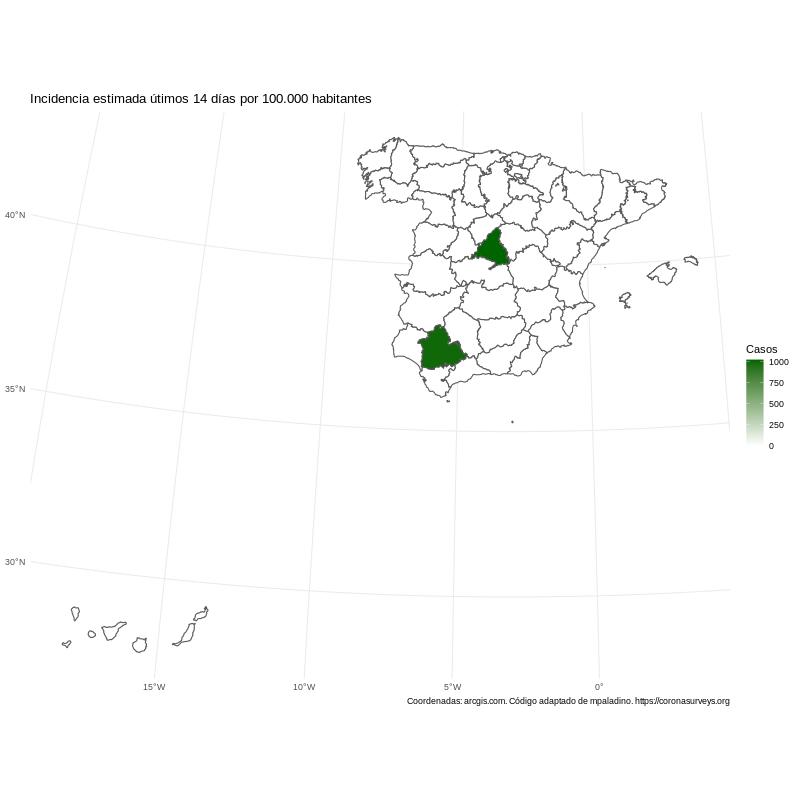 Incidencia estimada útimos 14 días por 100.000 habitantes
40°N
35°N
30°N
15°W
10°W
5°W
0°
Casos
1000
750
500
250
0
Coordenadas: arcgis.com. Código adaptado de mpaladino. https://coronasurveys.org